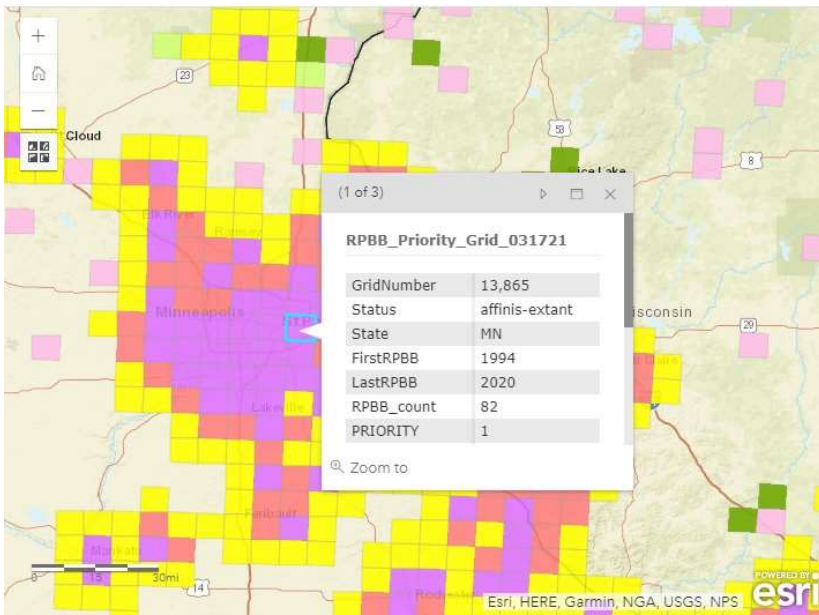 +
−
23
Cloud
53
8
Rice Lake
(1 of 3)
RPBB_Priority_Grid_031721
GridNumber 13,865
Status affinis-extant
State MN
FirstRPBB 1994
LastRPBB 2020
RPBB_count 82
PRIORITY 1
Zoom to
Elk River
Ramsey
Minneapolis
isconsin
29
Lakeville
Faribault
Mankato
0 15 30mi
14
Esri, HERE, Garmin, NGA, USGS, NPS
POWERED BY
esri